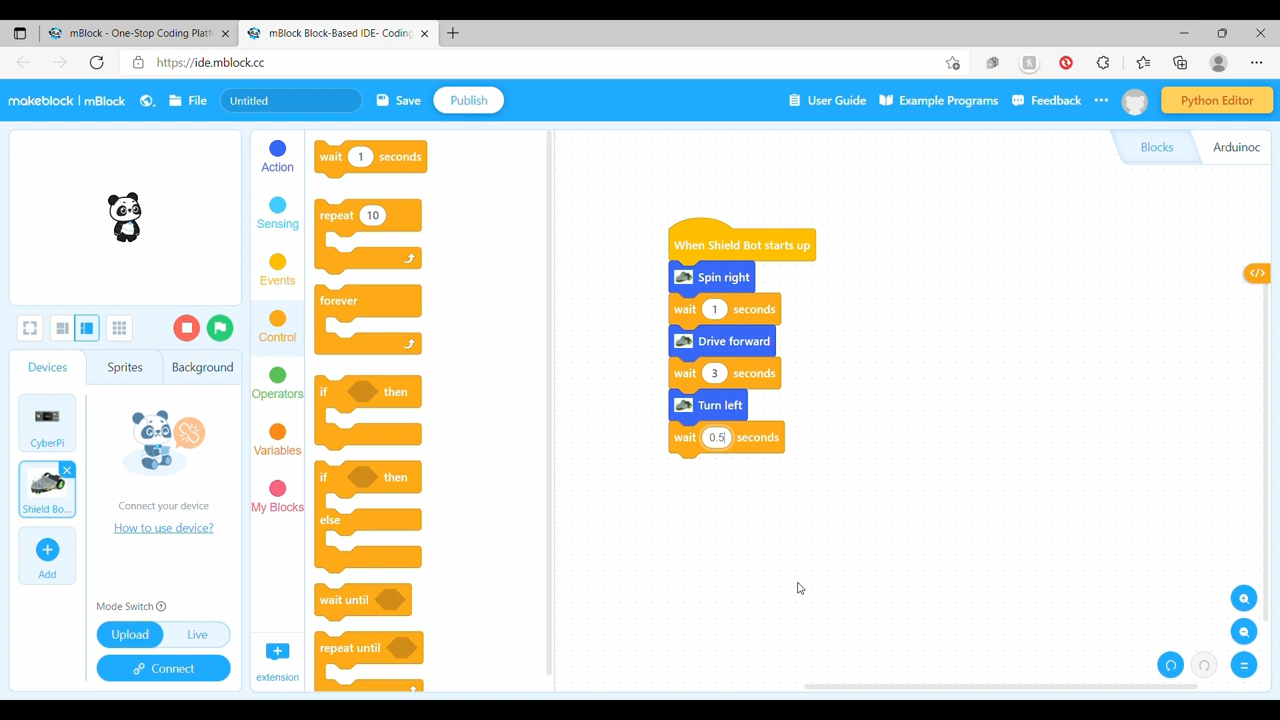 mBlock - One-Stop Coding Platf
mBlock Block-Based IDE- Coding
https://ide.mblock.cc
makeblock | mBlock
File
Untitled
Save
Publish
User Guide
Example Programs
Feedback
Python Editor
Devices
Sprites
Background
CyberPi
Shield Bo...
Add
Connect your device
How to use device?
Mode Switch
Upload
Live
Connect
Action
Sensing
Events
Control
Operators
Variables
My Blocks
extension
wait 1 seconds
repeat 10
forever
if then
if then
else
wait until
repeat until
When Shield Bot starts up
Spin right
wait 1 seconds
Drive forward
wait 3 seconds
Turn left
wait 0.5 seconds
Blocks
Arduinoc
</>